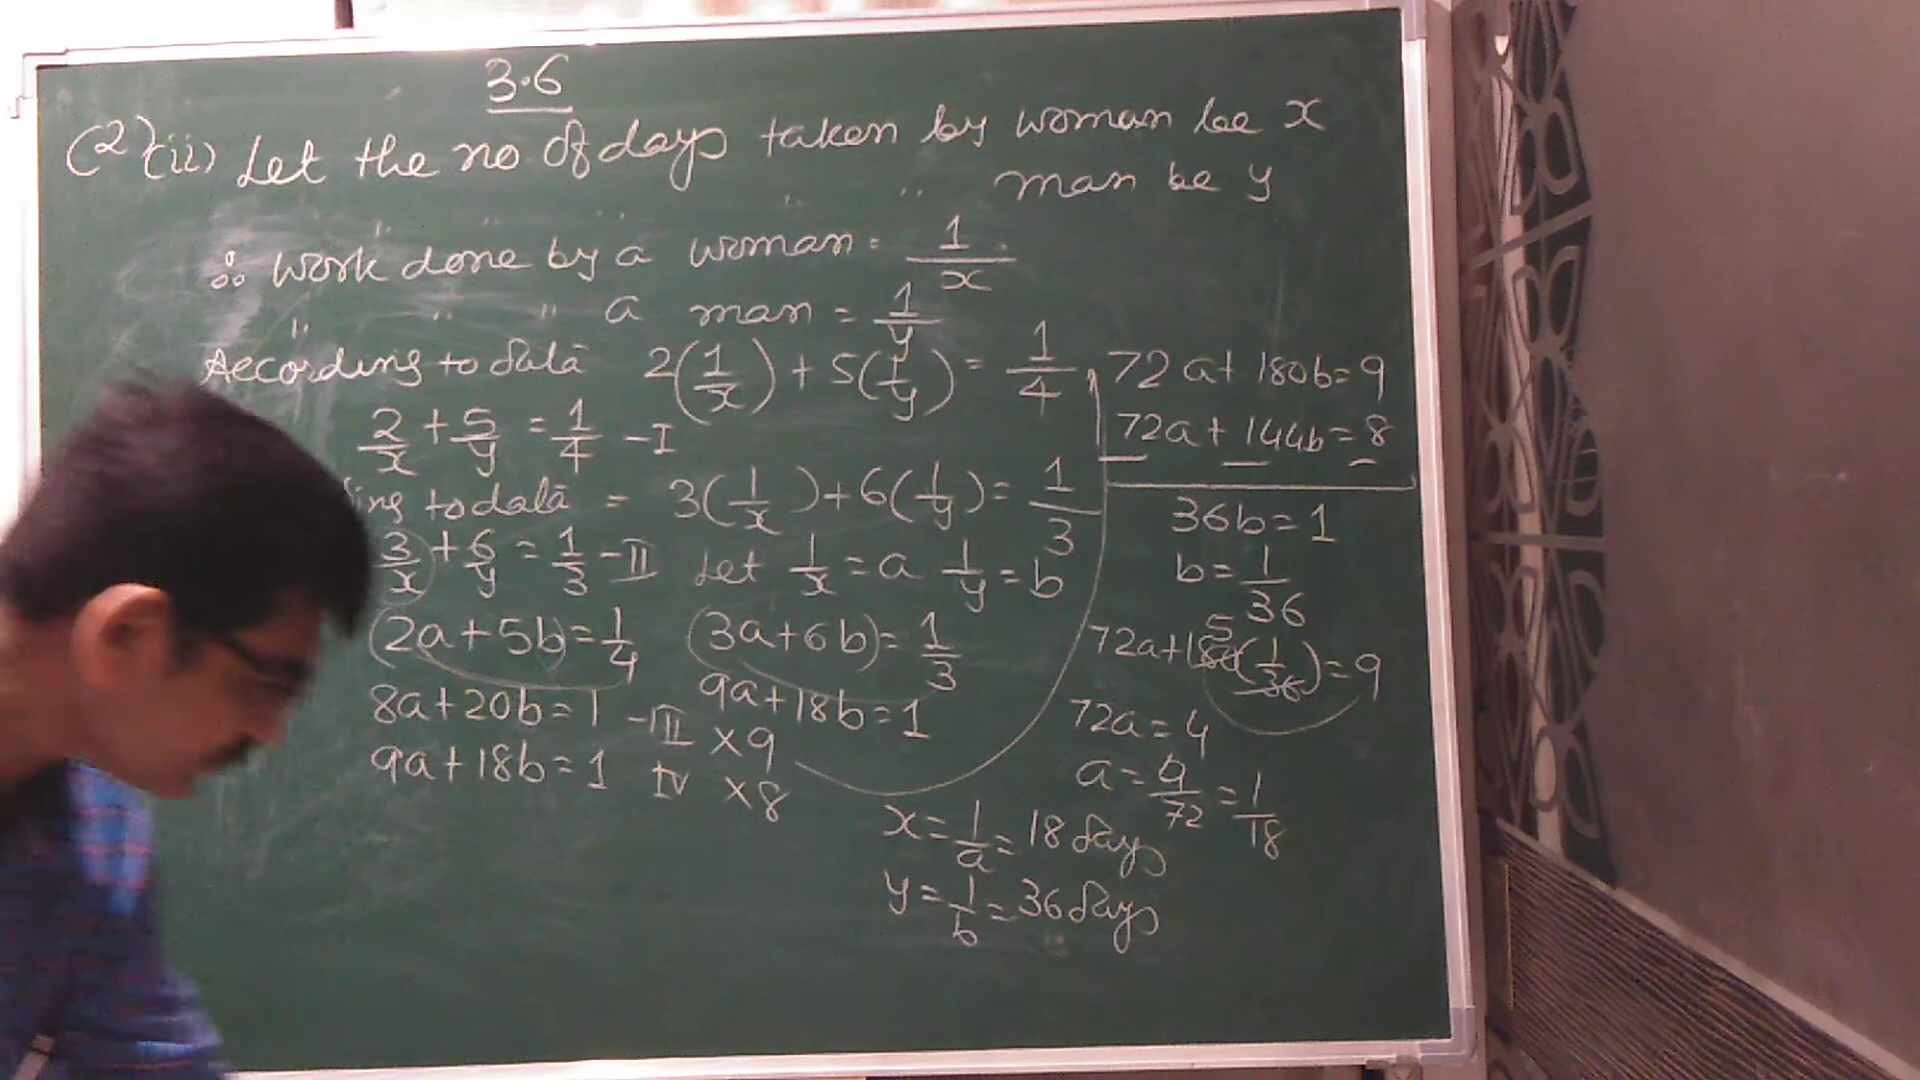 3.6
(2)(ii) Let the no of days taken by woman be x
" " " " " man be y
∴ work done by a woman = 1/x
" " " a man = 1/y
According to data 2(1/x) + 5(1/y) = 1/4
2/x + 5/y = 1/4 - I
ing to data = 3(1/x) + 6(1/y) = 1/3
3/x + 6/y = 1/3 - II Let 1/x = a 1/y = b
(2a + 5b) = 1/4 (3a + 6b) = 1/3
8a + 20b = 1 - III × 9 9a + 18b = 1
9a + 18b = 1 IV × 8
72a + 180b = 9
72a + 144b = 8
— — —
36b = 1
b = 1/36
72a + 180(1/36) = 9
5
72a = 4
a = 4/72 = 1/18
x = 1/a = 18 days
y = 1/b = 36 days